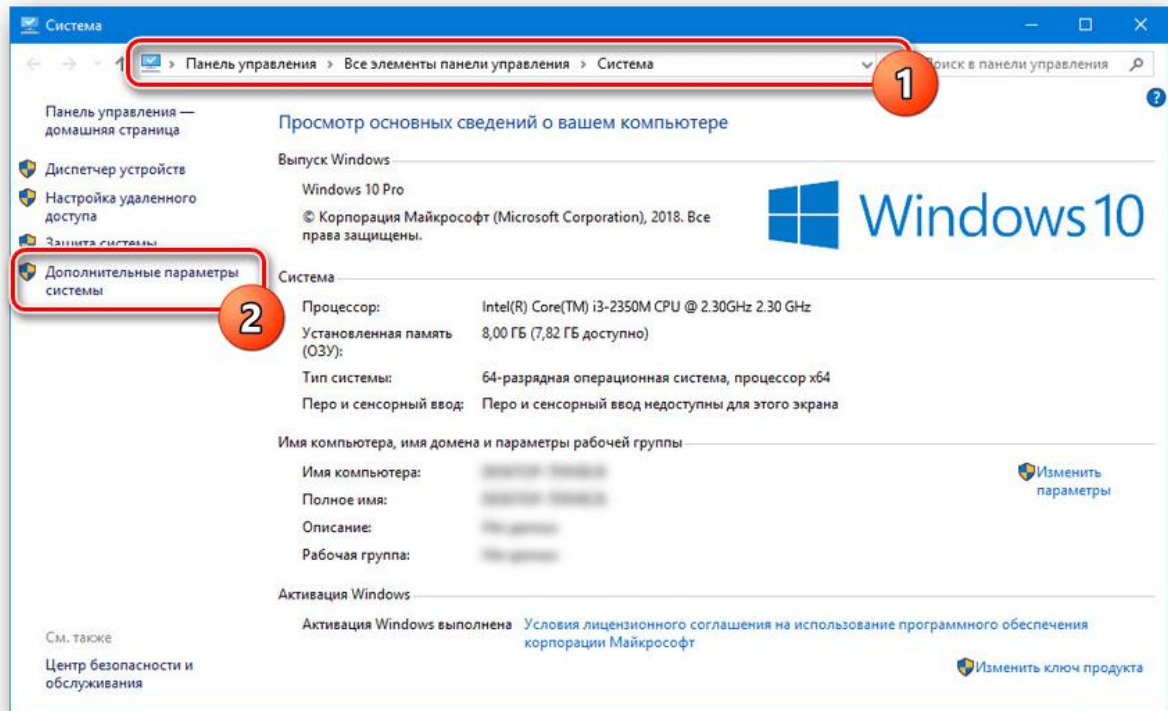 Система
Панель управления › Все элементы панели управления › Система
Поиск в панели управления
1
Панель управления —
домашняя страница
Диспетчер устройств
Настройка удаленного
доступа
Защита системы
Дополнительные параметры
системы
2
Просмотр основных сведений о вашем компьютере
Выпуск Windows
Windows 10 Pro
© Корпорация Майкрософт (Microsoft Corporation), 2018. Все
права защищены.
Windows 10
Система
Процессор: Intel(R) Core(TM) i3-2350M CPU @ 2.30GHz 2.30 GHz
Установленная память 8,00 ГБ (7,82 ГБ доступно)
(ОЗУ):
Тип системы: 64-разрядная операционная система, процессор x64
Перо и сенсорный ввод: Перо и сенсорный ввод недоступны для этого экрана
Имя компьютера, имя домена и параметры рабочей группы
Имя компьютера:
Изменить
параметры
Полное имя:
Описание:
Рабочая группа:
Активация Windows
Активация Windows выполнена Условия лицензионного соглашения на использование программного обеспечения
корпорации Майкрософт
Изменить ключ продукта
См. также
Центр безопасности и
обслуживания